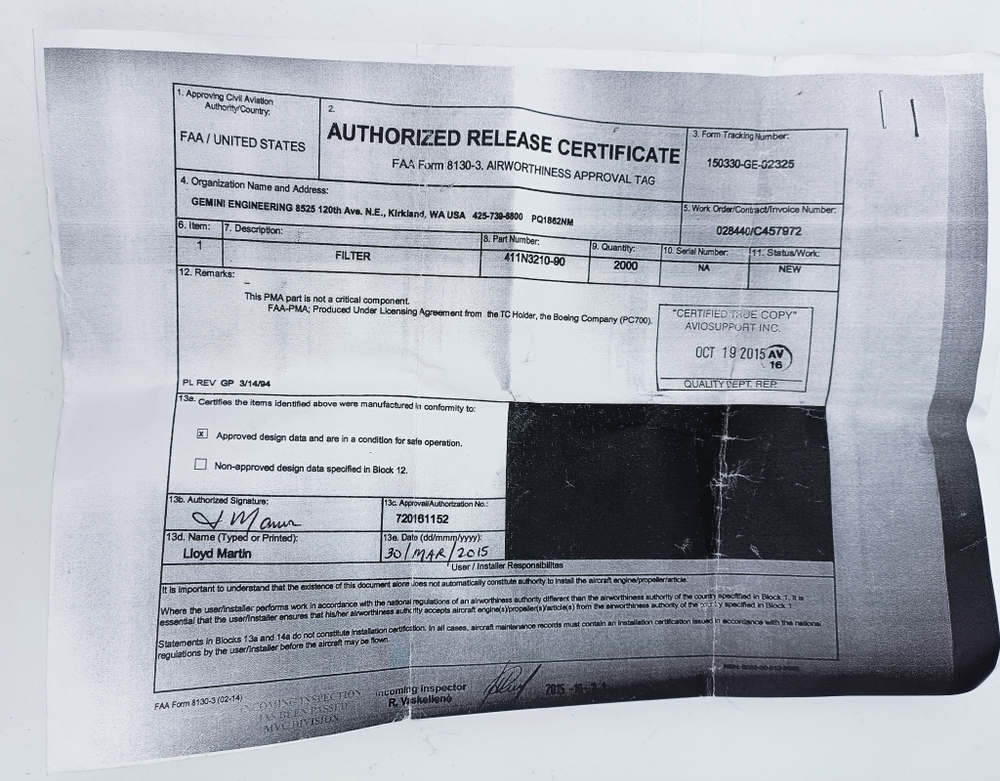 1. Approving Civil Aviation
Authority/Country:
FAA / UNITED STATES
2.
AUTHORIZED RELEASE CERTIFICATE
FAA Form 8130-3. AIRWORTHINESS APPROVAL TAG
3. Form Tracking Number:
150330-GE-02325
4. Organization Name and Address:
GEMINI ENGINEERING 8525 120th Ave. N.E., Kirkland, WA USA 425-739-6800 PQ1862NM
5. Work Order/Contract/Invoice Number:
028440/C457972
6. Item:
1
7. Description:
FILTER
8. Part Number:
411N3210-90
9. Quantity:
2000
10. Serial Number:
NA
11. Status/Work:
NEW
12. Remarks:
This PMA part is not a critical component.
FAA-PMA; Produced Under Licensing Agreement from the TC Holder, the Boeing Company (PC700).
"CERTIFIED TRUE COPY"
AVIOSUPPORT INC.
OCT 19 2015 AV
16
QUALITY DEPT. REP.
PL REV GP 3/14/94
13a. Certifies the items identified above were manufactured in conformity to:
x Approved design data and are in a condition for safe operation.
Non-approved design data specified in Block 12.
13b. Authorized Signature:
13c. Approval/Authorization No.:
720161152
13d. Name (Typed or Printed):
Lloyd Martin
13e. Date (dd/mmm/yyyy):
30/MAR/2015
User / Installer Responsibilites
It is important to understand that the existence of this document alone does not automatically constitute authority to install the aircraft engine/propeller/article.
Where the user/installer performs work in accordance with the national regulations of an airworthiness authority different than the airworthiness authority of the country specified in Block 1. It is
essential that the user/installer ensures that his/her airworthiness authority accepts aircraft engine(s)/propeller(s)/article(s) from the airworthiness authority of the country specified in Block 1.
Statements in Blocks 13a and 14a do not constitute installation certification. In all cases, aircraft maintenance records must contain an installation certification issued in accordance with the national
regulations by the user/installer before the aircraft may be flown.
FAA Form 8130-3 (02-14)
INCOMING INSPECTION
HAS BEEN PASSED
MVC DIVISION
Incoming inspector